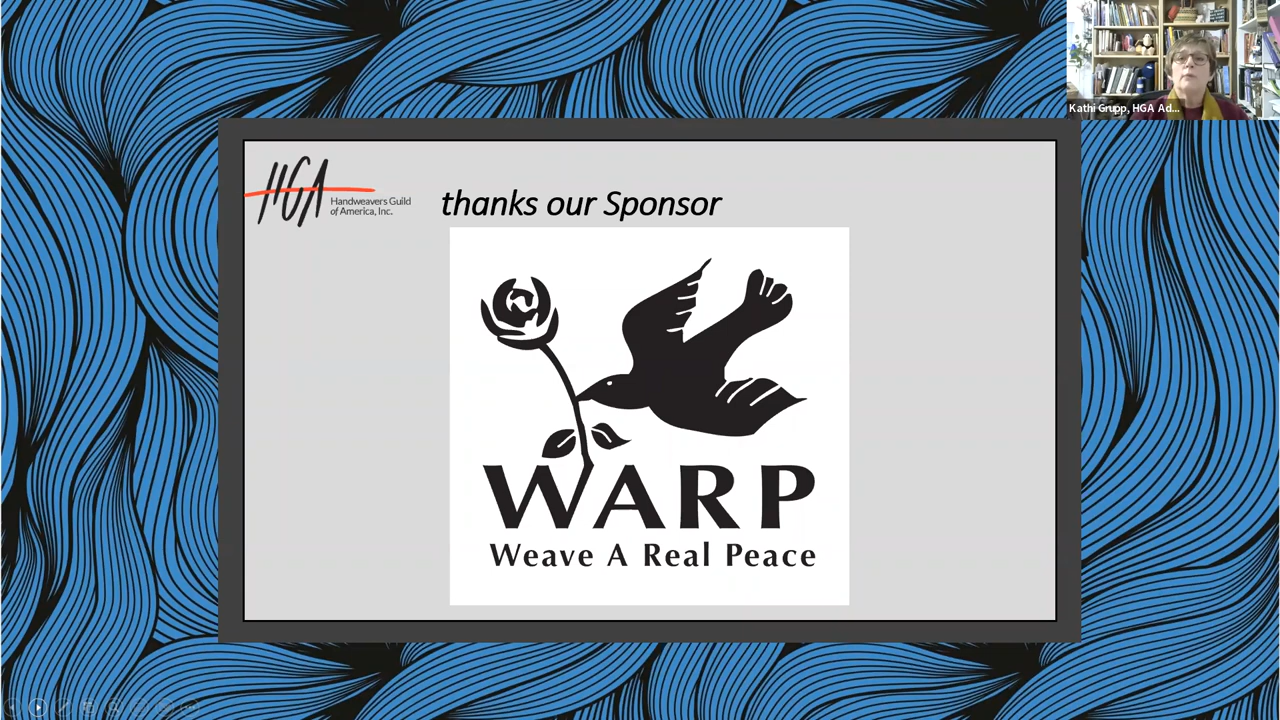 Kathi Grupp, HGA Ad...
HGA
Handweavers Guild
of America, Inc.
thanks our Sponsor
WARP
Weave A Real Peace